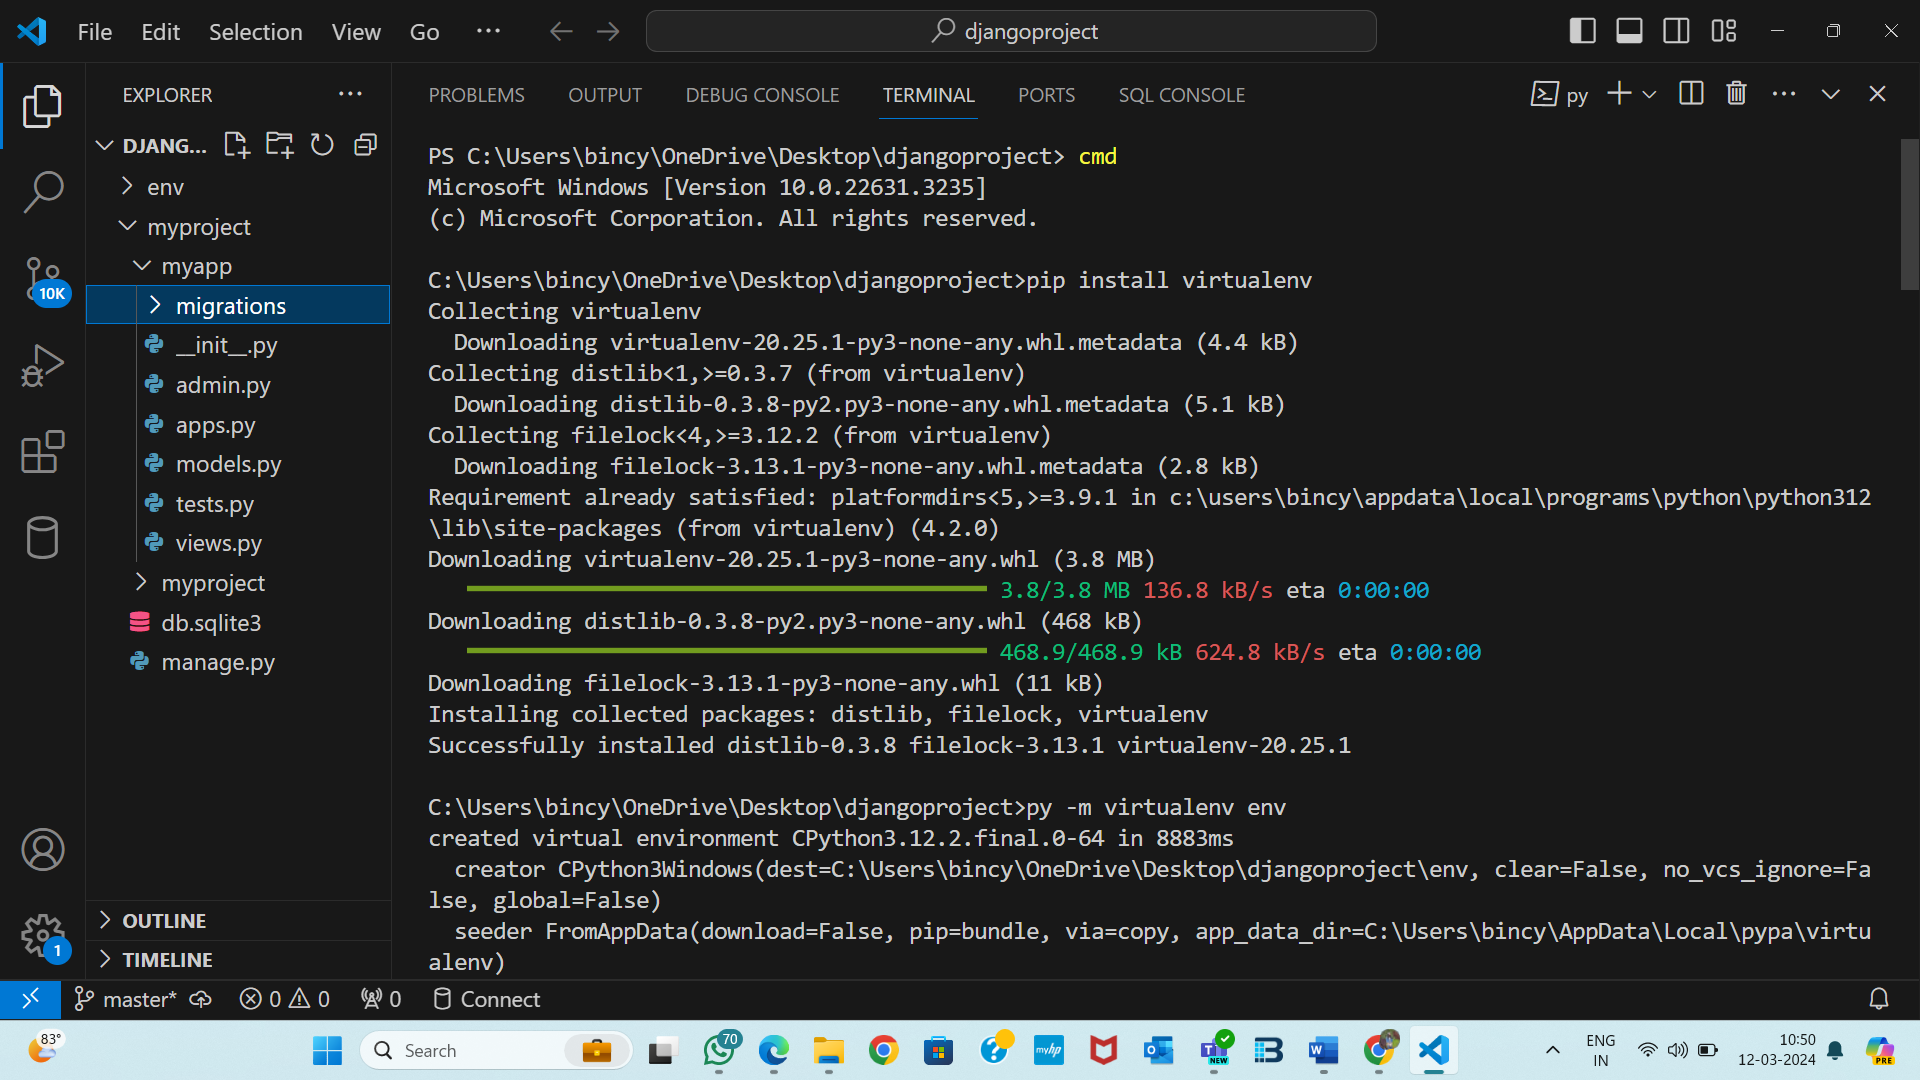 File Edit Selection View Go ··· djangoproject
EXPLORER ···
DJANG...
env
myproject
myapp
migrations
__init__.py
admin.py
apps.py
models.py
tests.py
views.py
myproject
db.sqlite3
manage.py
OUTLINE
TIMELINE
10K
1
PROBLEMS OUTPUT DEBUG CONSOLE TERMINAL PORTS SQL CONSOLE py
PS C:\Users\bincy\OneDrive\Desktop\djangoproject> cmd
Microsoft Windows [Version 10.0.22631.3235]
(c) Microsoft Corporation. All rights reserved.
C:\Users\bincy\OneDrive\Desktop\djangoproject>pip install virtualenv
Collecting virtualenv
  Downloading virtualenv-20.25.1-py3-none-any.whl.metadata (4.4 kB)
Collecting distlib<1,>=0.3.7 (from virtualenv)
  Downloading distlib-0.3.8-py2.py3-none-any.whl.metadata (5.1 kB)
Collecting filelock<4,>=3.12.2 (from virtualenv)
  Downloading filelock-3.13.1-py3-none-any.whl.metadata (2.8 kB)
Requirement already satisfied: platformdirs<5,>=3.9.1 in c:\users\bincy\appdata\local\programs\python\python312
\lib\site-packages (from virtualenv) (4.2.0)
Downloading virtualenv-20.25.1-py3-none-any.whl (3.8 MB)
3.8/3.8 MB 136.8 kB/s eta 0:00:00
Downloading distlib-0.3.8-py2.py3-none-any.whl (468 kB)
468.9/468.9 kB 624.8 kB/s eta 0:00:00
Downloading filelock-3.13.1-py3-none-any.whl (11 kB)
Installing collected packages: distlib, filelock, virtualenv
Successfully installed distlib-0.3.8 filelock-3.13.1 virtualenv-20.25.1
C:\Users\bincy\OneDrive\Desktop\djangoproject>py -m virtualenv env
created virtual environment CPython3.12.2.final.0-64 in 8883ms
  creator CPython3Windows(dest=C:\Users\bincy\OneDrive\Desktop\djangoproject\env, clear=False, no_vcs_ignore=Fa
lse, global=False)
  seeder FromAppData(download=False, pip=bundle, via=copy, app_data_dir=C:\Users\bincy\AppData\Local\pypa\virtu
alenv)
master* 0 0 0 Connect
83° Search 70 myhp NEW ENG
IN
10:50
12-03-2024
PRE